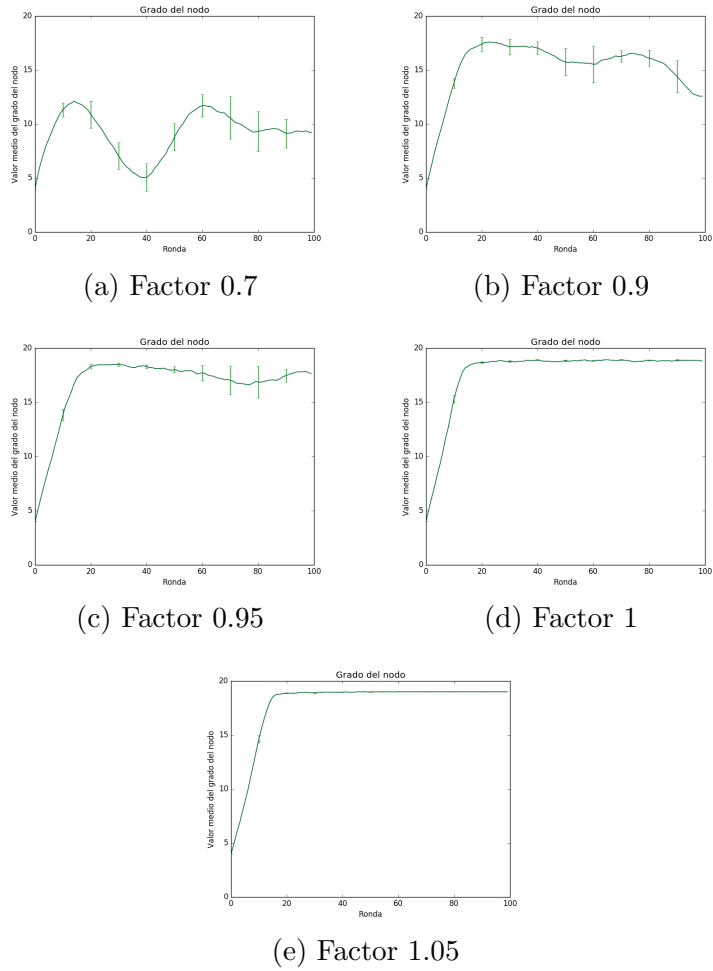 Grado del nodo
Valor medio del grado del nodo
20
15
10
5
0
0 20 40 60 80 100
Ronda
(a) Factor 0.7
Grado del nodo
Valor medio del grado del nodo
20
15
10
5
0
0 20 40 60 80 100
Ronda
(b) Factor 0.9
Grado del nodo
Valor medio del grado del nodo
20
15
10
5
0
0 20 40 60 80 100
Ronda
(c) Factor 0.95
Grado del nodo
Valor medio del grado del nodo
20
15
10
5
0
0 20 40 60 80 100
Ronda
(d) Factor 1
Grado del nodo
Valor medio del grado del nodo
20
15
10
5
0
0 20 40 60 80 100
Ronda
(e) Factor 1.05